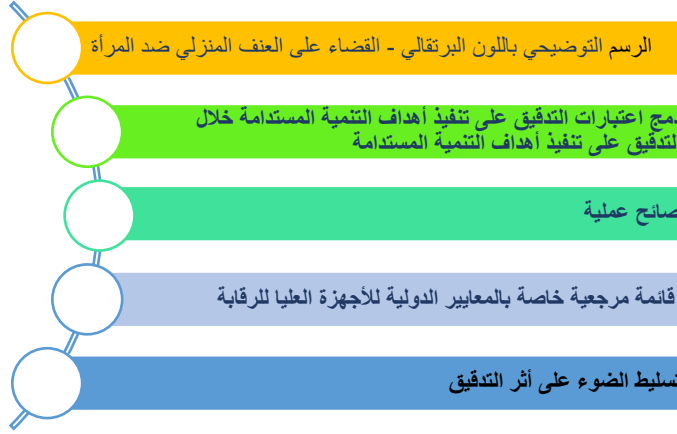 الرسم التوضيحي باللون البرتقالي - القضاء على العنف المنزلي ضد المرأة
دمج اعتبارات التدقيق على تنفيذ أهداف التنمية المستدامة خلال
التدقيق على تنفيذ أهداف التنمية المستدامة
صائح عملية
قائمة مرجعية خاصة بالمعايير الدولية للأجهزة العليا للرقابة
تسليط الضوء على أثر التدقيق